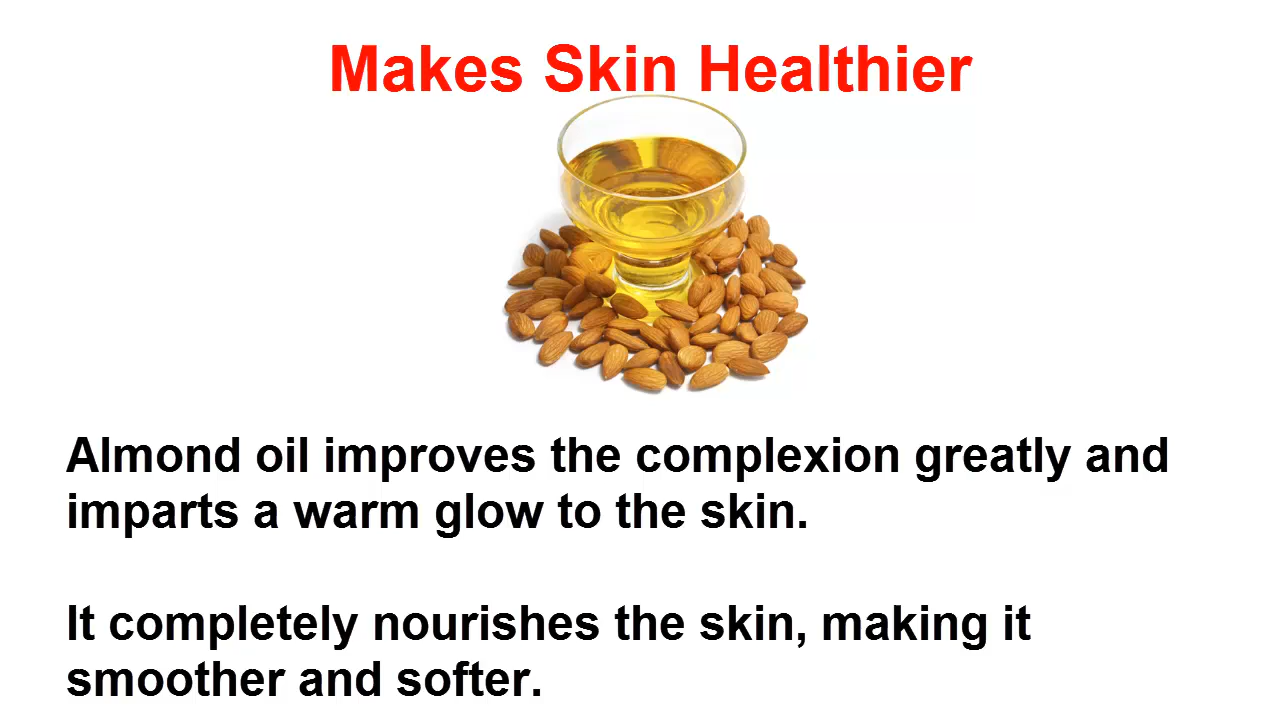 Makes Skin Healthier
Almond oil improves the complexion greatly and
imparts a warm glow to the skin.
It completely nourishes the skin, making it
smoother and softer.